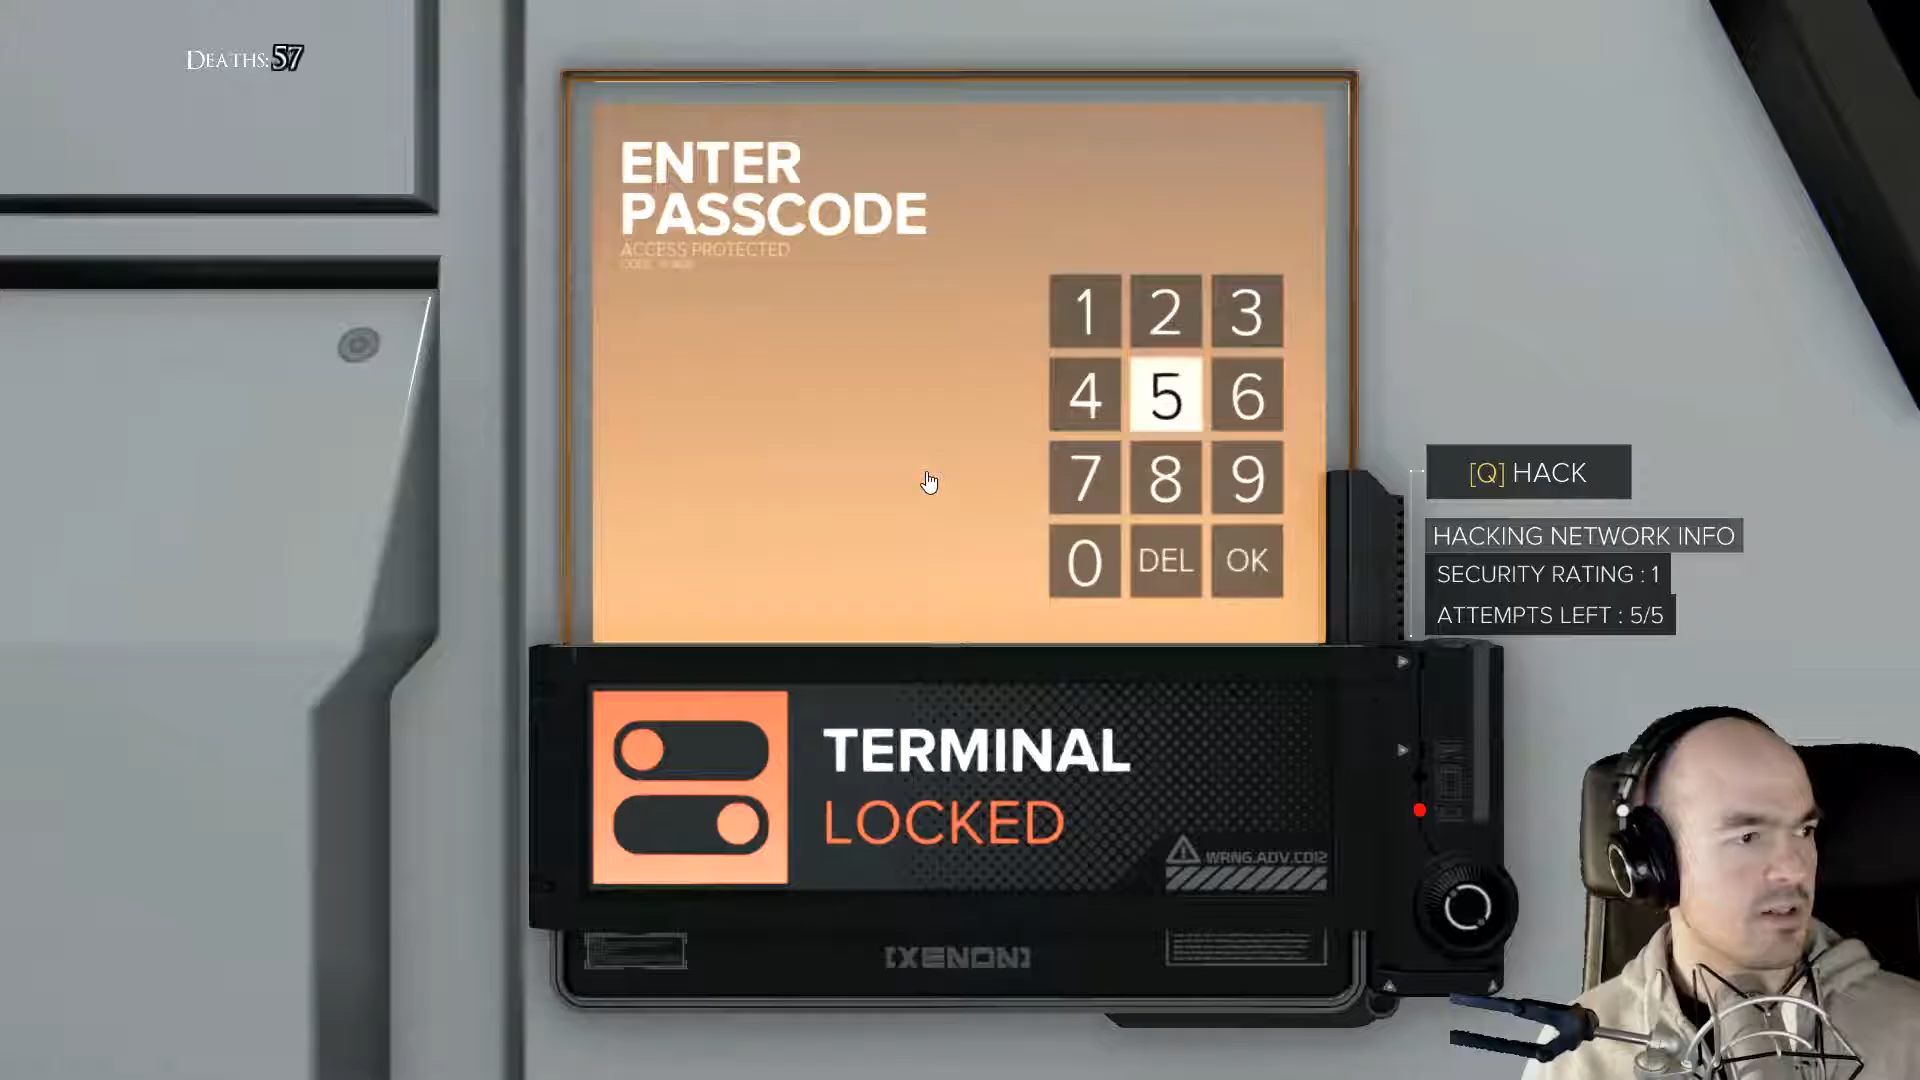 DEATHS: 57
ENTER
PASSCODE
ACCESS PROTECTED
1 2 3
4 5 6
7 8 9
0 DEL OK
[Q] HACK
HACKING NETWORK INFO
SECURITY RATING : 1
ATTEMPTS LEFT : 5/5
TERMINAL
LOCKED
WRNG.ADV.CD12
[XENON]